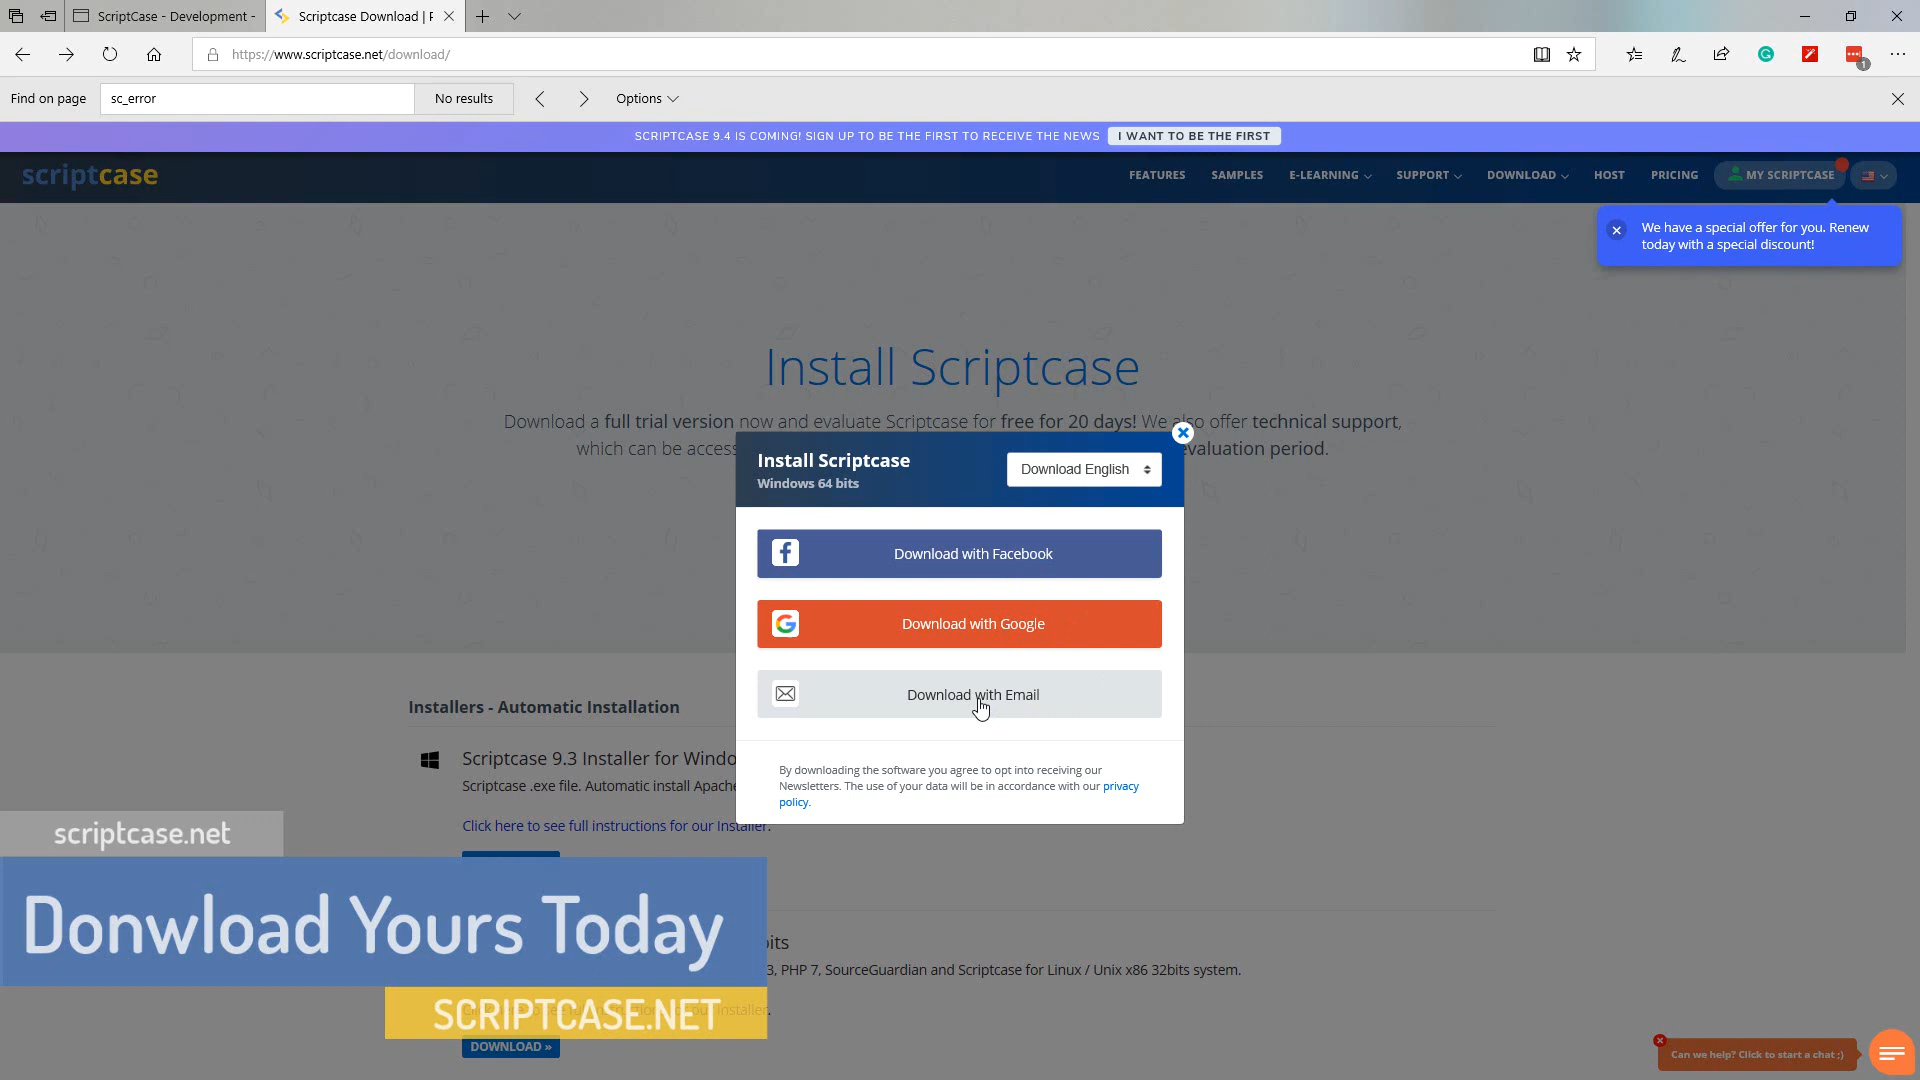 ScriptCase - Development -
Scriptcase Download | F
https://www.scriptcase.net/download/
1
Find on page
sc_error
No results
Options
SCRIPTCASE 9.4 IS COMING! SIGN UP TO BE THE FIRST TO RECEIVE THE NEWS
I WANT TO BE THE FIRST
scriptcase
FEATURES
SAMPLES
E-LEARNING
SUPPORT
DOWNLOAD
HOST
PRICING
MY SCRIPTCASE
We have a special offer for you. Renew
today with a special discount!
Install Scriptcase
Download a full trial version now and evaluate Scriptcase for free for 20 days! We also offer technical support,
which can be access
evaluation period.
Install Scriptcase
Windows 64 bits
Download English
Download with Facebook
Download with Google
Download with Email
By downloading the software you agree to opt into receiving our
Newsletters. The use of your data will be in accordance with our privacy
policy.
Installers - Automatic Installation
Scriptcase 9.3 Installer for Windo
Scriptcase .exe file. Automatic install Apache
Click here to see full instructions for our Installer.
scriptcase.net
Donwload Yours Today
SCRIPTCASE.NET
bits
3, PHP 7, SourceGuardian and Scriptcase for Linux / Unix x86 32bits system.
DOWNLOAD »
Can we help? Click to start a chat ;)